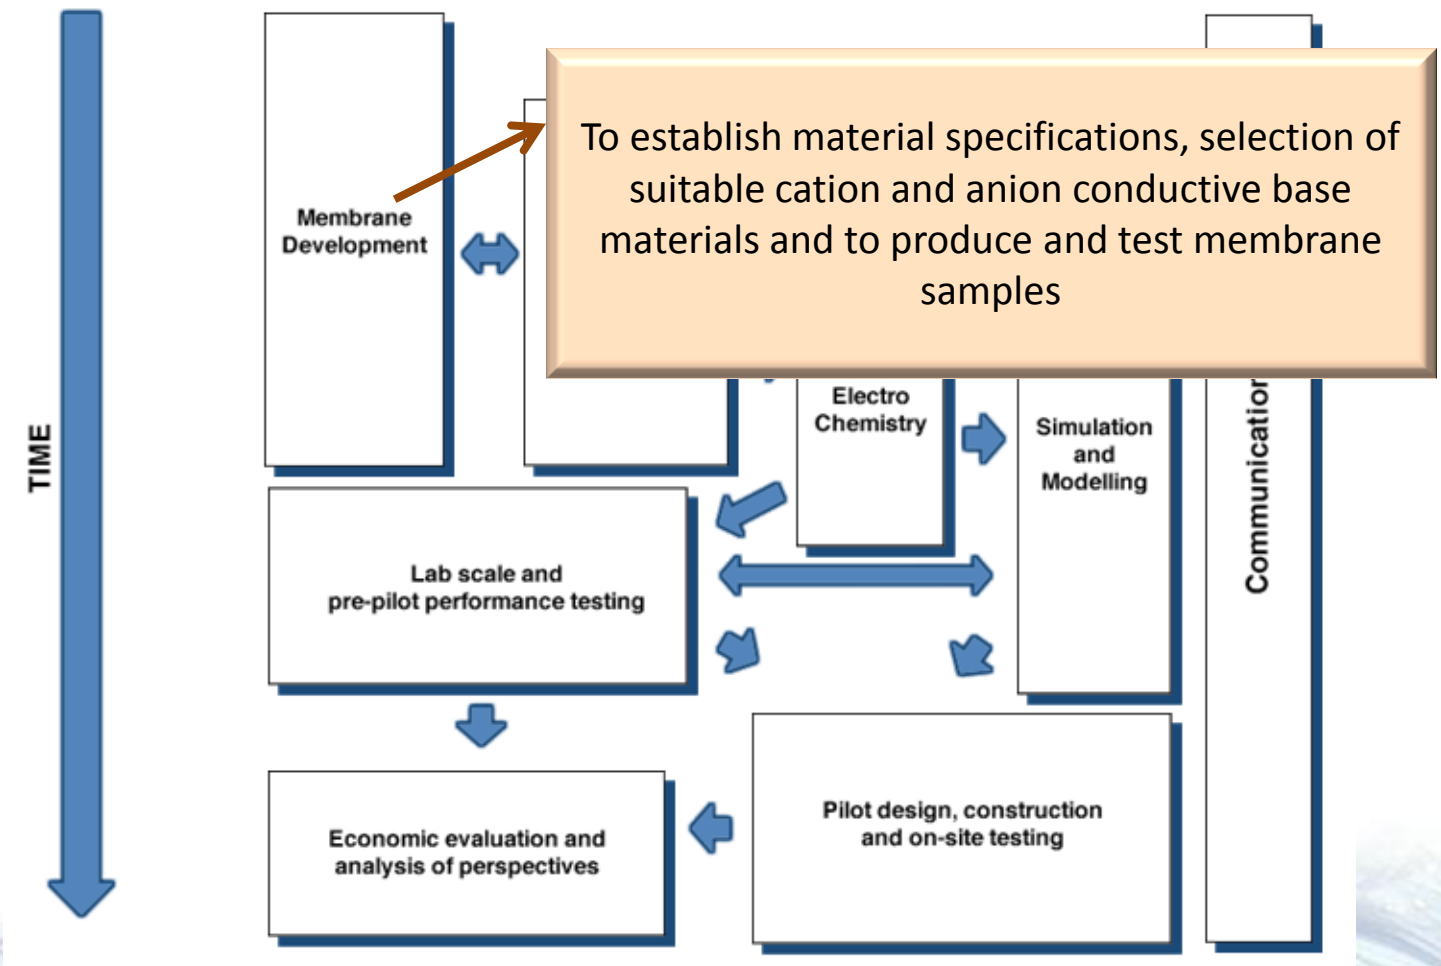 To establish material specifications, selection of
suitable cation and anion conductive base
materials and to produce and test membrane
samples
Membrane
Development
Electro
Chemistry
Simulation
and
Modelling
Communication
TIME
Lab scale and
pre-pilot performance testing
Economic evaluation and
analysis of perspectives
Pilot design, construction
and on-site testing